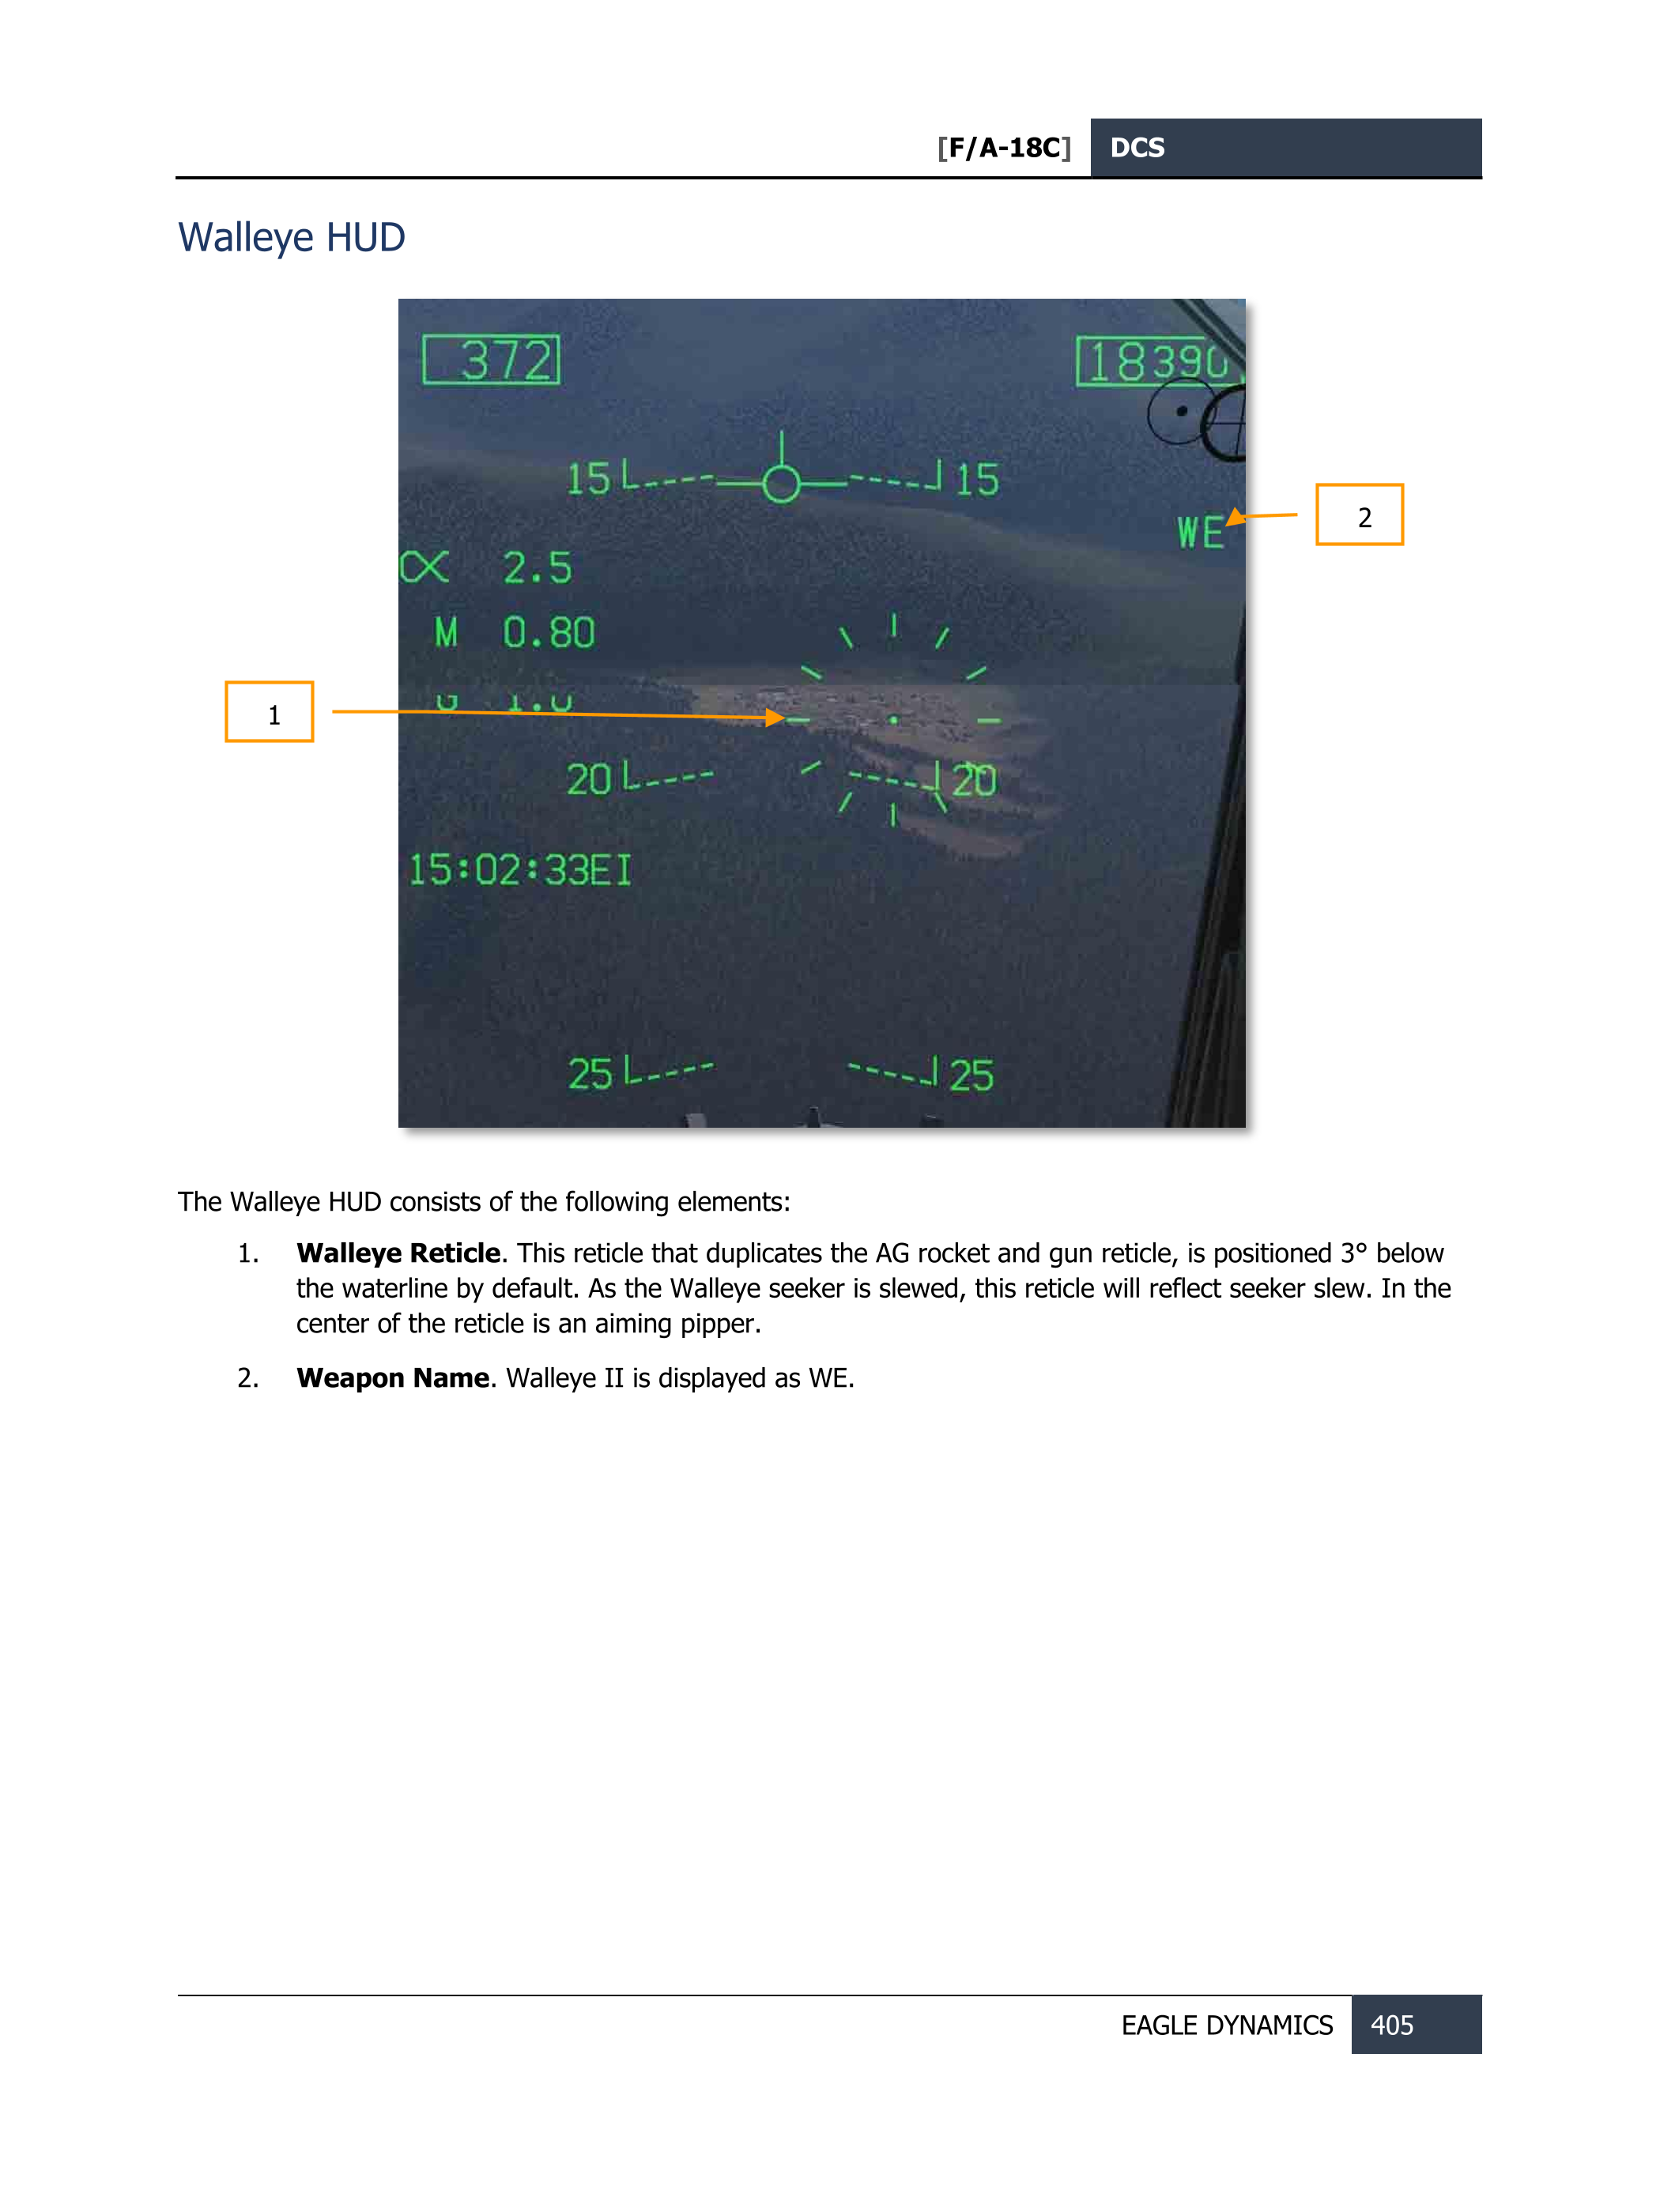 [F/A-18C] DCS
Walleye HUD
372
18390
15 15
WE
2
α 2.5
M 0.80
1
G 1.0
20 20
15:02:33EI
25 25
The Walleye HUD consists of the following elements:
1. Walleye Reticle. This reticle that duplicates the AG rocket and gun reticle, is positioned 3° below
the waterline by default. As the Walleye seeker is slewed, this reticle will reflect seeker slew. In the
center of the reticle is an aiming pipper.
2. Weapon Name. Walleye II is displayed as WE.
EAGLE DYNAMICS 405